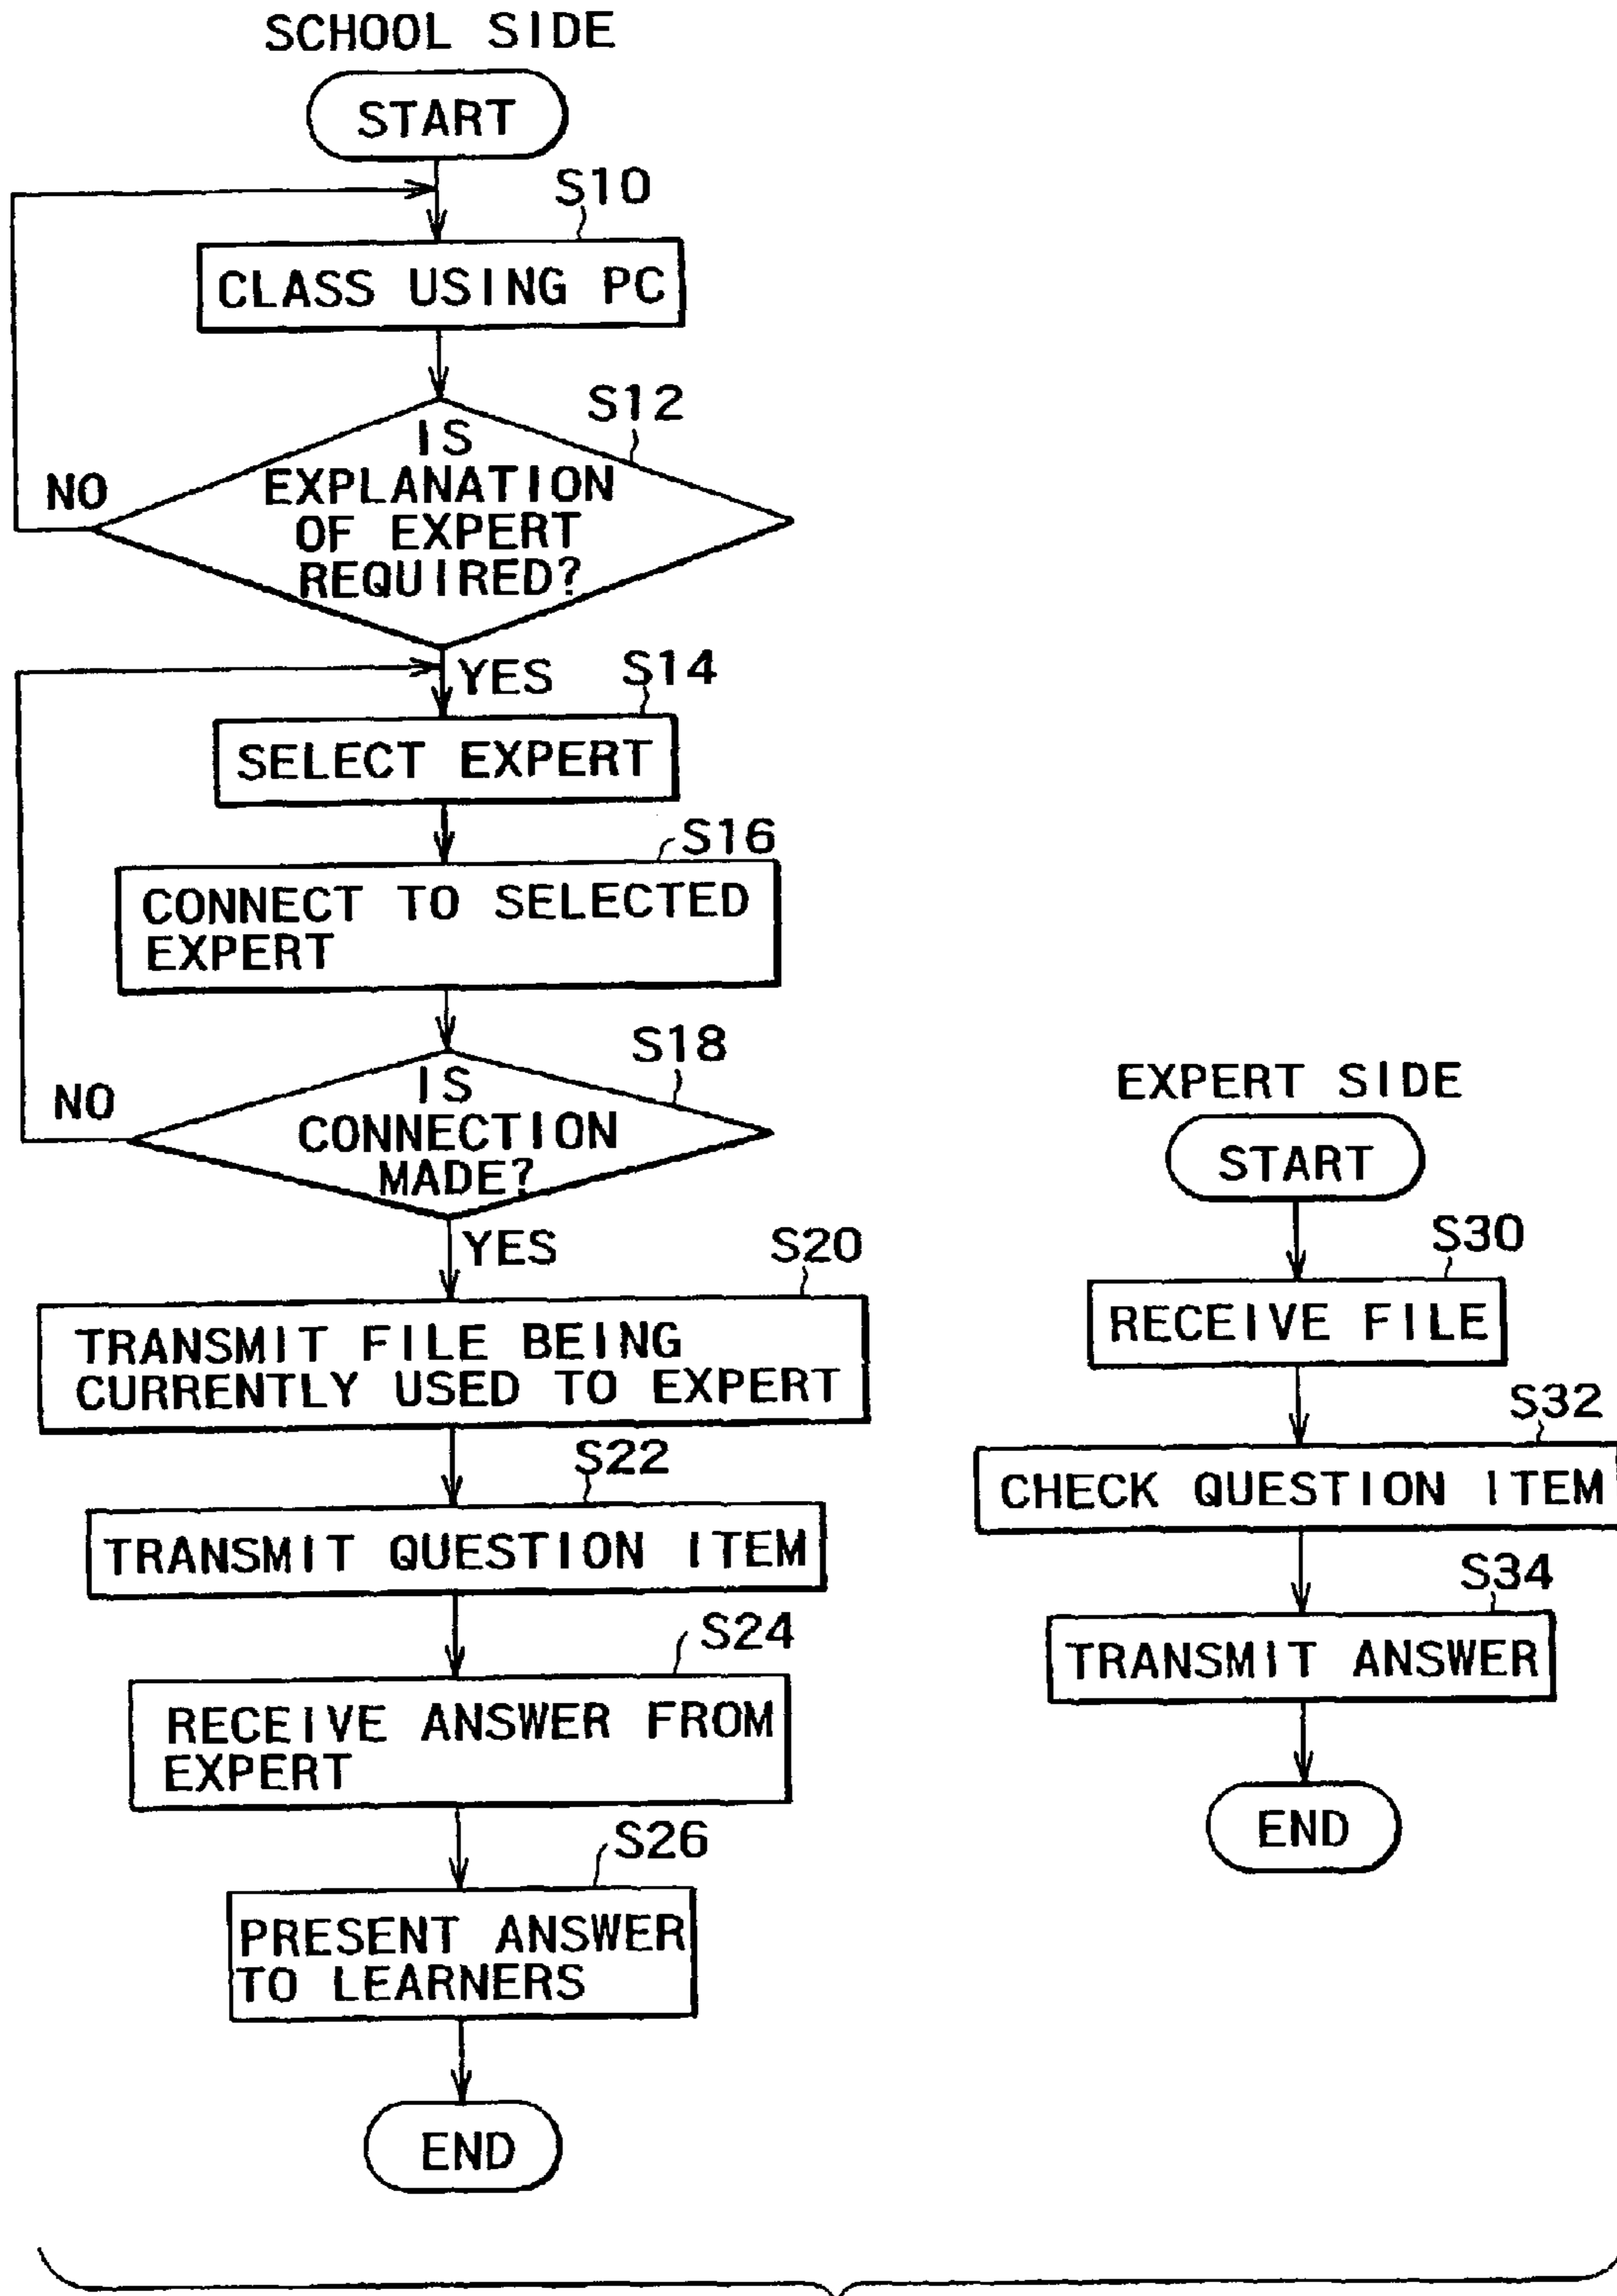 SCHOOL SIDE
START
S10
CLASS USING PC
S12
IS
EXPLANATION
OF EXPERT
REQUIRED?
NO
YES
S14
SELECT EXPERT
S16
CONNECT TO SELECTED
EXPERT
S18
IS
CONNECTION
MADE?
NO
YES
S20
TRANSMIT FILE BEING
CURRENTLY USED TO EXPERT
S22
TRANSMIT QUESTION ITEM
S24
RECEIVE ANSWER FROM
EXPERT
S26
PRESENT ANSWER
TO LEARNERS
END
EXPERT SIDE
START
S30
RECEIVE FILE
S32
CHECK QUESTION ITEM
S34
TRANSMIT ANSWER
END